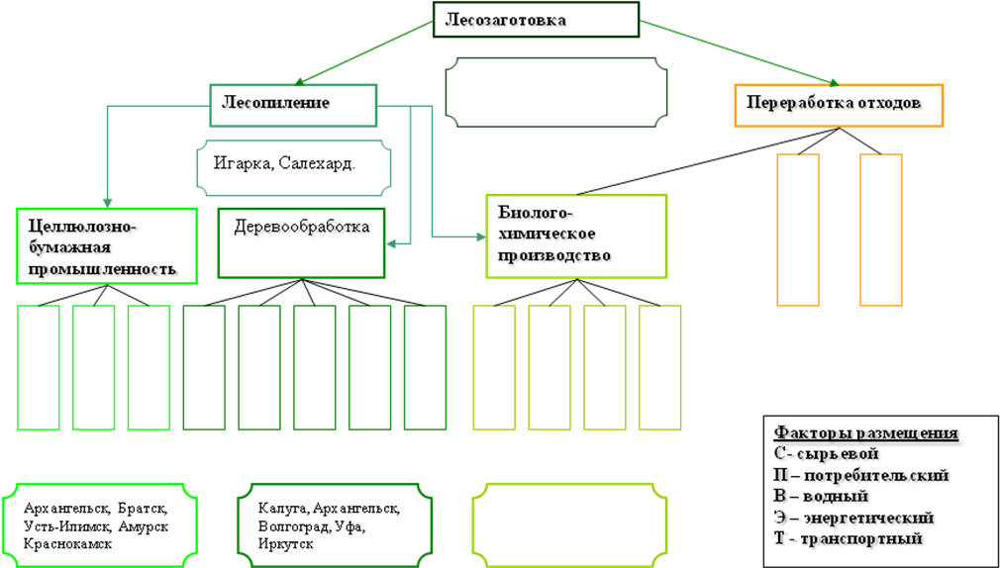 Лесозаготовка
Лесопиление
Переработка отходов
Игарка, Салехард.
Целлюлозно-
бумажная
промышленность
Деревообработка
Биолого-
химическое
производство
Факторы размещения
С- сырьевой
П – потребительский
В – водный
Э – энергетический
Т - транспортный
Архангельск, Братск,
Усть-Илимск, Амурск
Краснокамск
Калуга, Архангельск,
Волгоград, Уфа,
Иркутск